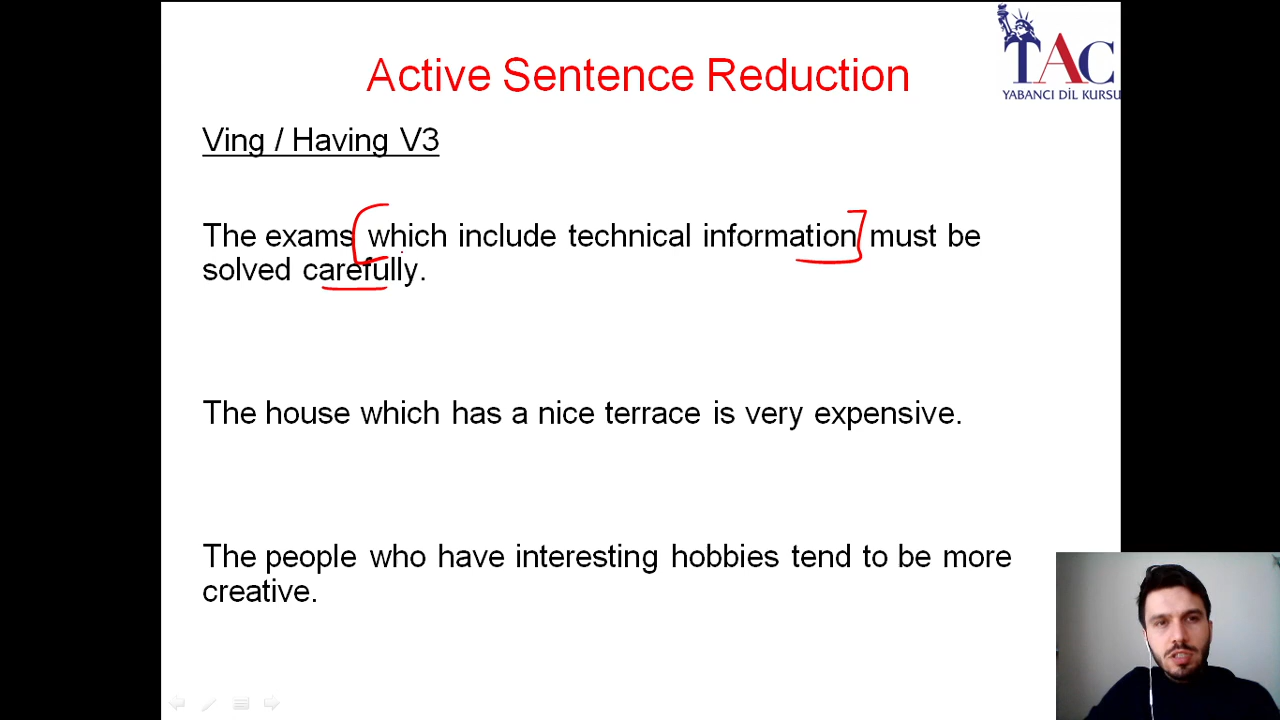 TAC
YABANCI DİL KURSU
Active Sentence Reduction
Ving / Having V3
The exams which include technical information must be
solved carefully.
The house which has a nice terrace is very expensive.
The people who have interesting hobbies tend to be more
creative.